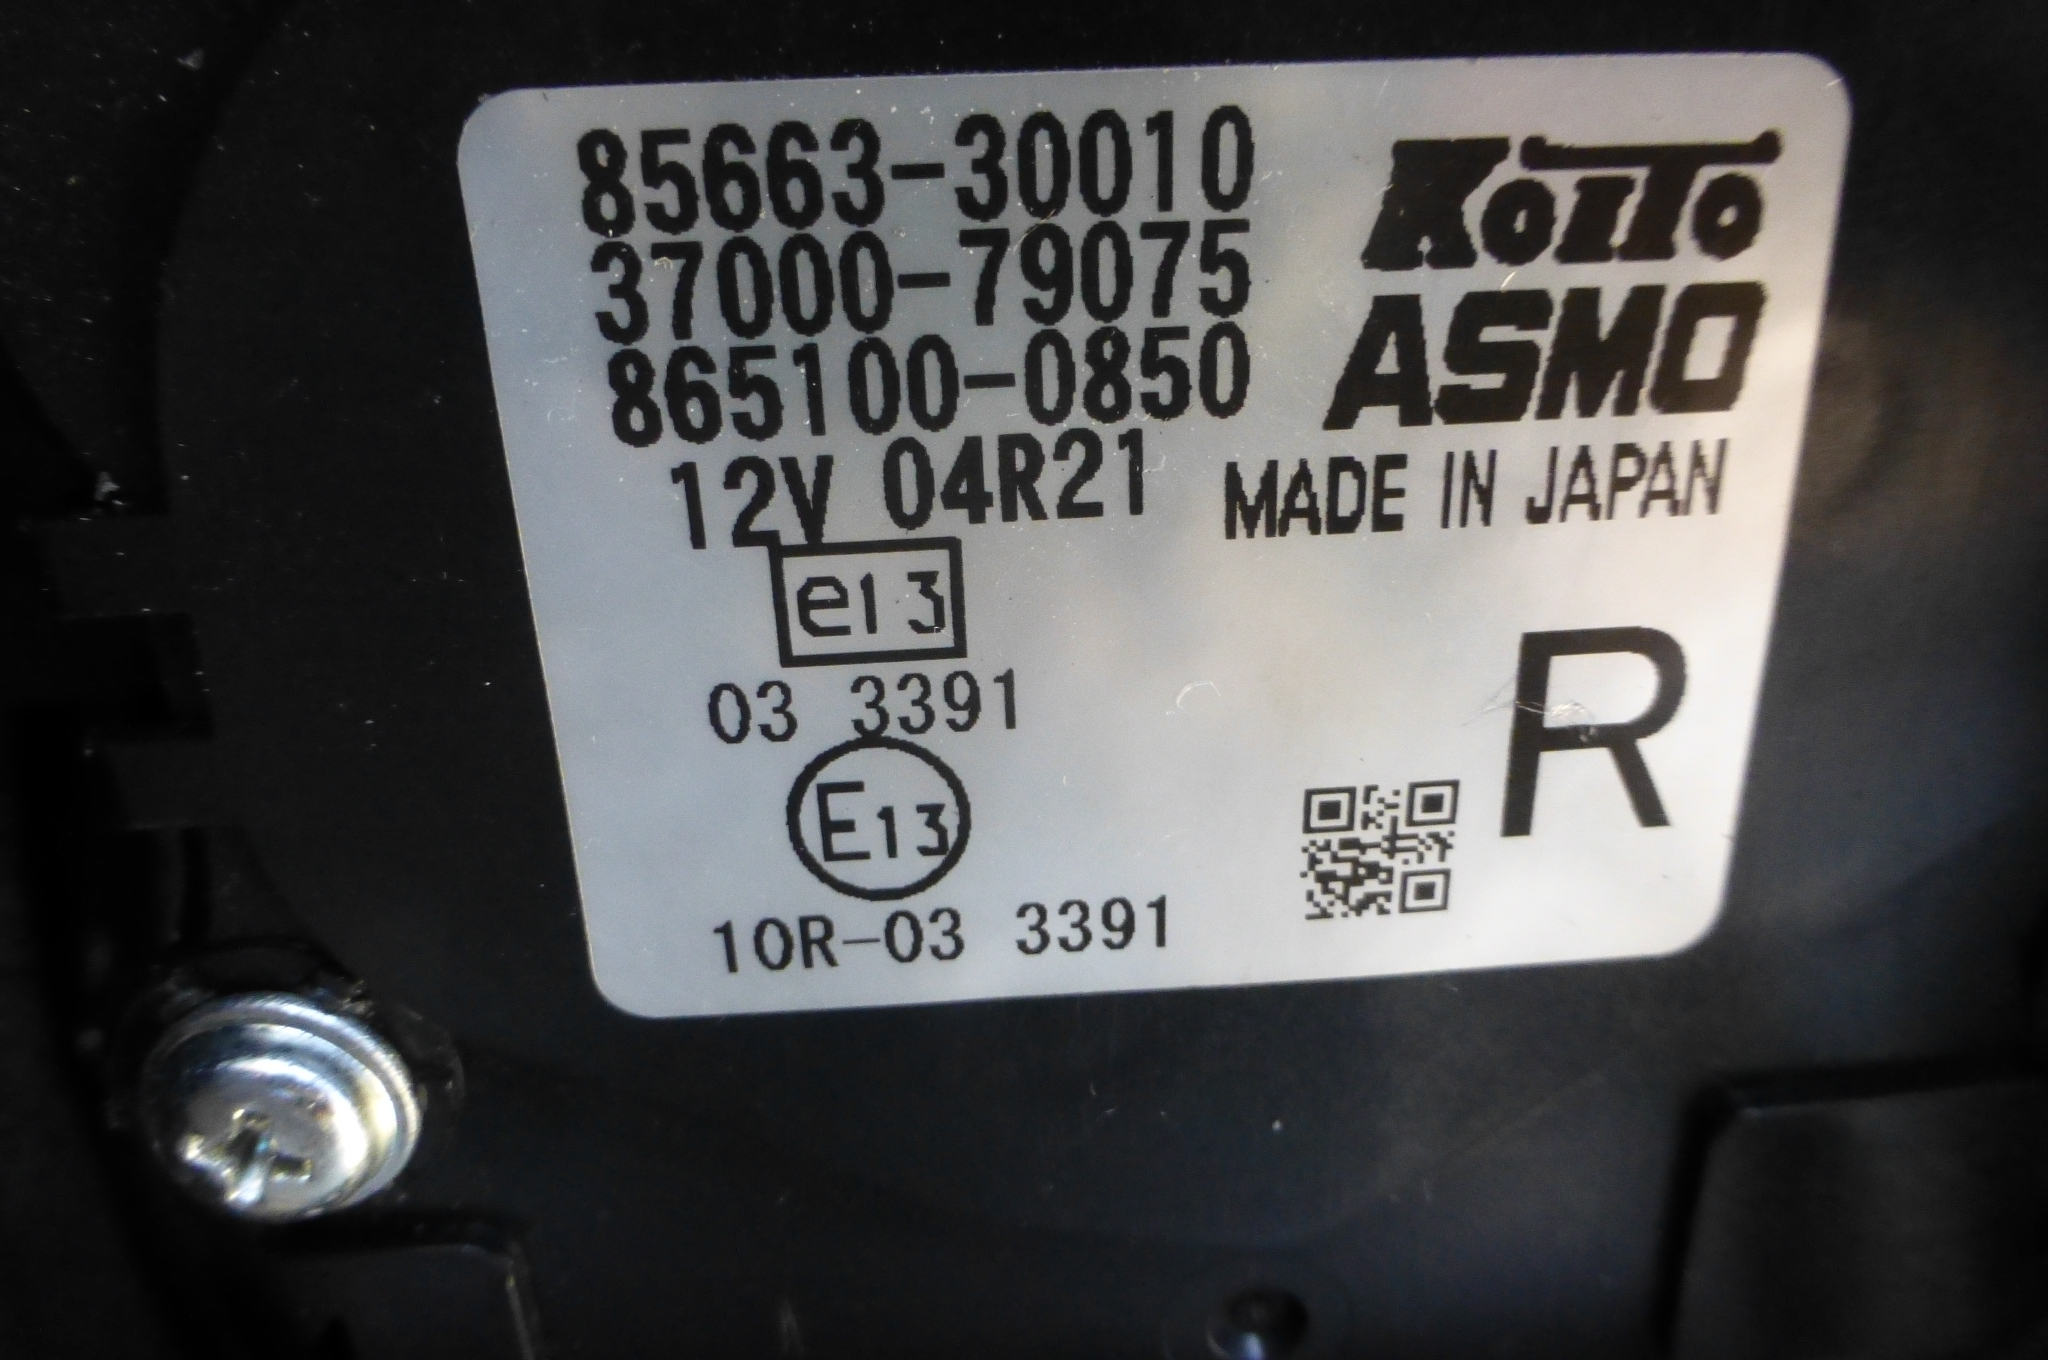 85663-30010
KOITO
37000-79075
ASMO
865100-0850
12V 04R21
MADE IN JAPAN
e13
03 3391
R
E13
10R-03 3391